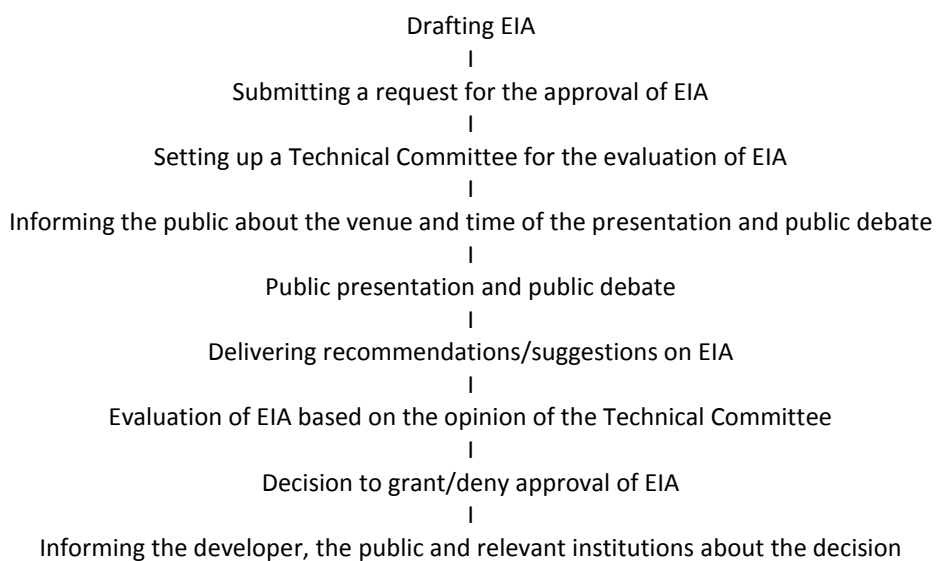 Drafting EIA
I
Submitting a request for the approval of EIA
I
Setting up a Technical Committee for the evaluation of EIA
I
Informing the public about the venue and time of the presentation and public debate
I
Public presentation and public debate
I
Delivering recommendations/suggestions on EIA
I
Evaluation of EIA based on the opinion of the Technical Committee
I
Decision to grant/deny approval of EIA
I
Informing the developer, the public and relevant institutions about the decision